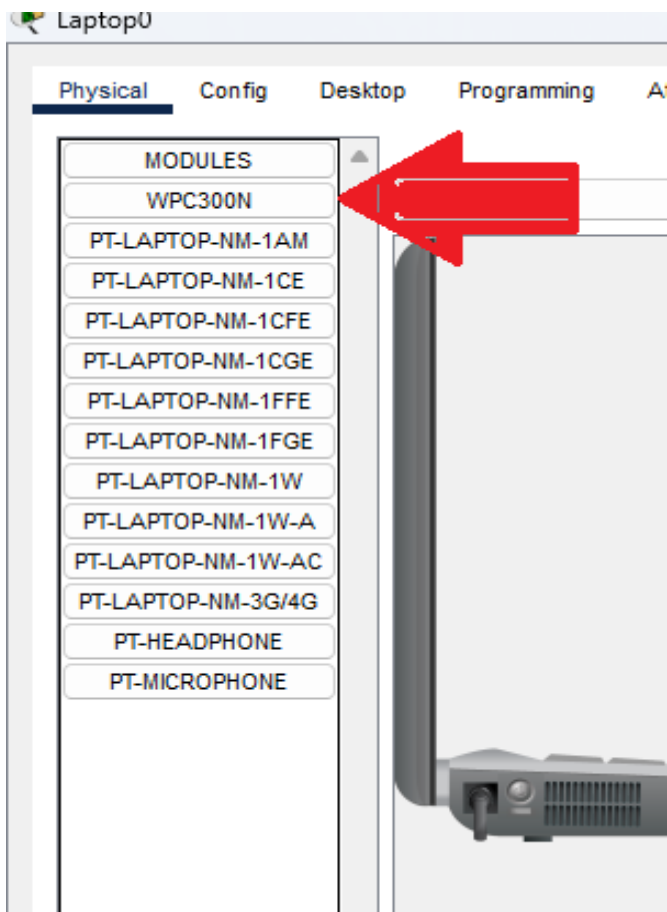 Laptop0
Physical Config Desktop Programming
MODULES
WPC300N
PT-LAPTOP-NM-1AM
PT-LAPTOP-NM-1CE
PT-LAPTOP-NM-1CFE
PT-LAPTOP-NM-1CGE
PT-LAPTOP-NM-1FFE
PT-LAPTOP-NM-1FGE
PT-LAPTOP-NM-1W
PT-LAPTOP-NM-1W-A
PT-LAPTOP-NM-1W-AC
PT-LAPTOP-NM-3G/4G
PT-HEADPHONE
PT-MICROPHONE